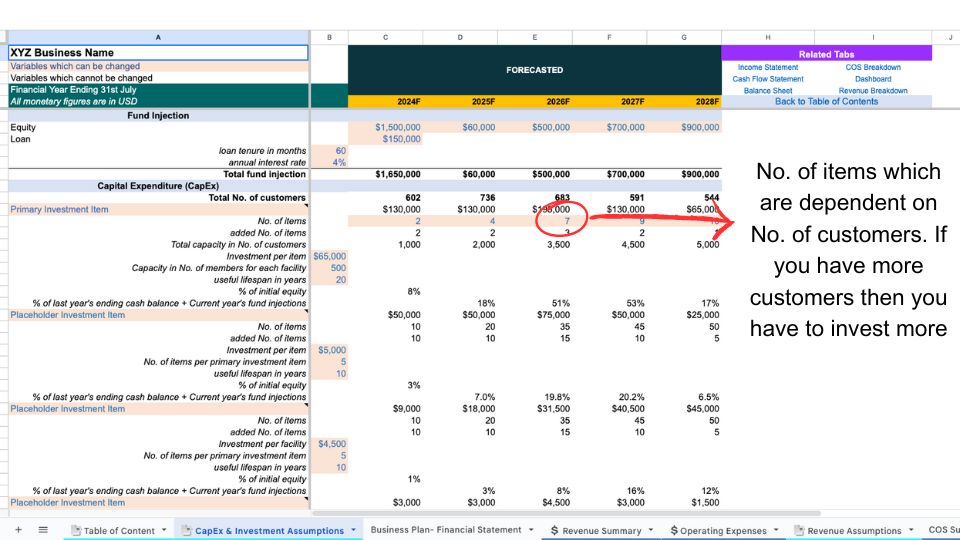 A B C D E F G H I J
XYZ Business Name
Variables which can be changed
Variables which cannot be changed
Financial Year Ending 31st July
All monetary figures are in USD
FORECASTED
2024F 2025F 2026F 2027F 2028F
Related Tabs
Income Statement COS Breakdown
Cash Flow Statement Dashboard
Balance Sheet Revenue Breakdown
Back to Table of Contents
Fund Injection
Equity $1,500,000 $60,000 $500,000 $700,000 $900,000
Loan $150,000
loan tenure in months 60
annual interest rate 4%
Total fund injection $1,650,000 $60,000 $500,000 $700,000 $900,000
Capital Expenditure (CapEx)
Total No. of customers 602 736 683 591 544
Primary Investment Item $130,000 $130,000 $195,000 $130,000 $65,000
No. of items 2 4 7 9
added No. of items 2 2 3 2
Total capacity in No. of customers 1,000 2,000 3,500 4,500 5,000
Investment per item $65,000
Capacity in No. of members for each facility 500
useful lifespan in years 20
% of initial equity 8%
% of last year's ending cash balance + Current year's fund injections 18% 51% 53% 17%
Placeholder Investment Item $50,000 $50,000 $75,000 $50,000 $25,000
No. of items 10 20 35 45 50
added No. of items 10 10 15 10 5
Investment per item $5,000
No. of items per primary investment item 5
useful lifespan in years 10
% of initial equity 3%
% of last year's ending cash balance + Current year's fund injections 7.0% 19.8% 20.2% 6.5%
Placeholder Investment Item $9,000 $18,000 $31,500 $40,500 $45,000
No. of items 10 20 35 45 50
added No. of items 10 10 15 10 5
Investment per facility $4,500
No. of items per primary investment item 5
useful lifespan in years 10
% of initial equity 1%
% of last year's ending cash balance + Current year's fund injections 3% 8% 16% 12%
Placeholder Investment Item $3,000 $3,000 $4,500 $3,000 $1,500
No. of items which
are dependent on
No. of customers. If
you have more
customers then you
have to invest more
Table of Content CapEx & Investment Assumptions Business Plan- Financial Statement $ Revenue Summary $ Operating Expenses Revenue Assumptions COS Su